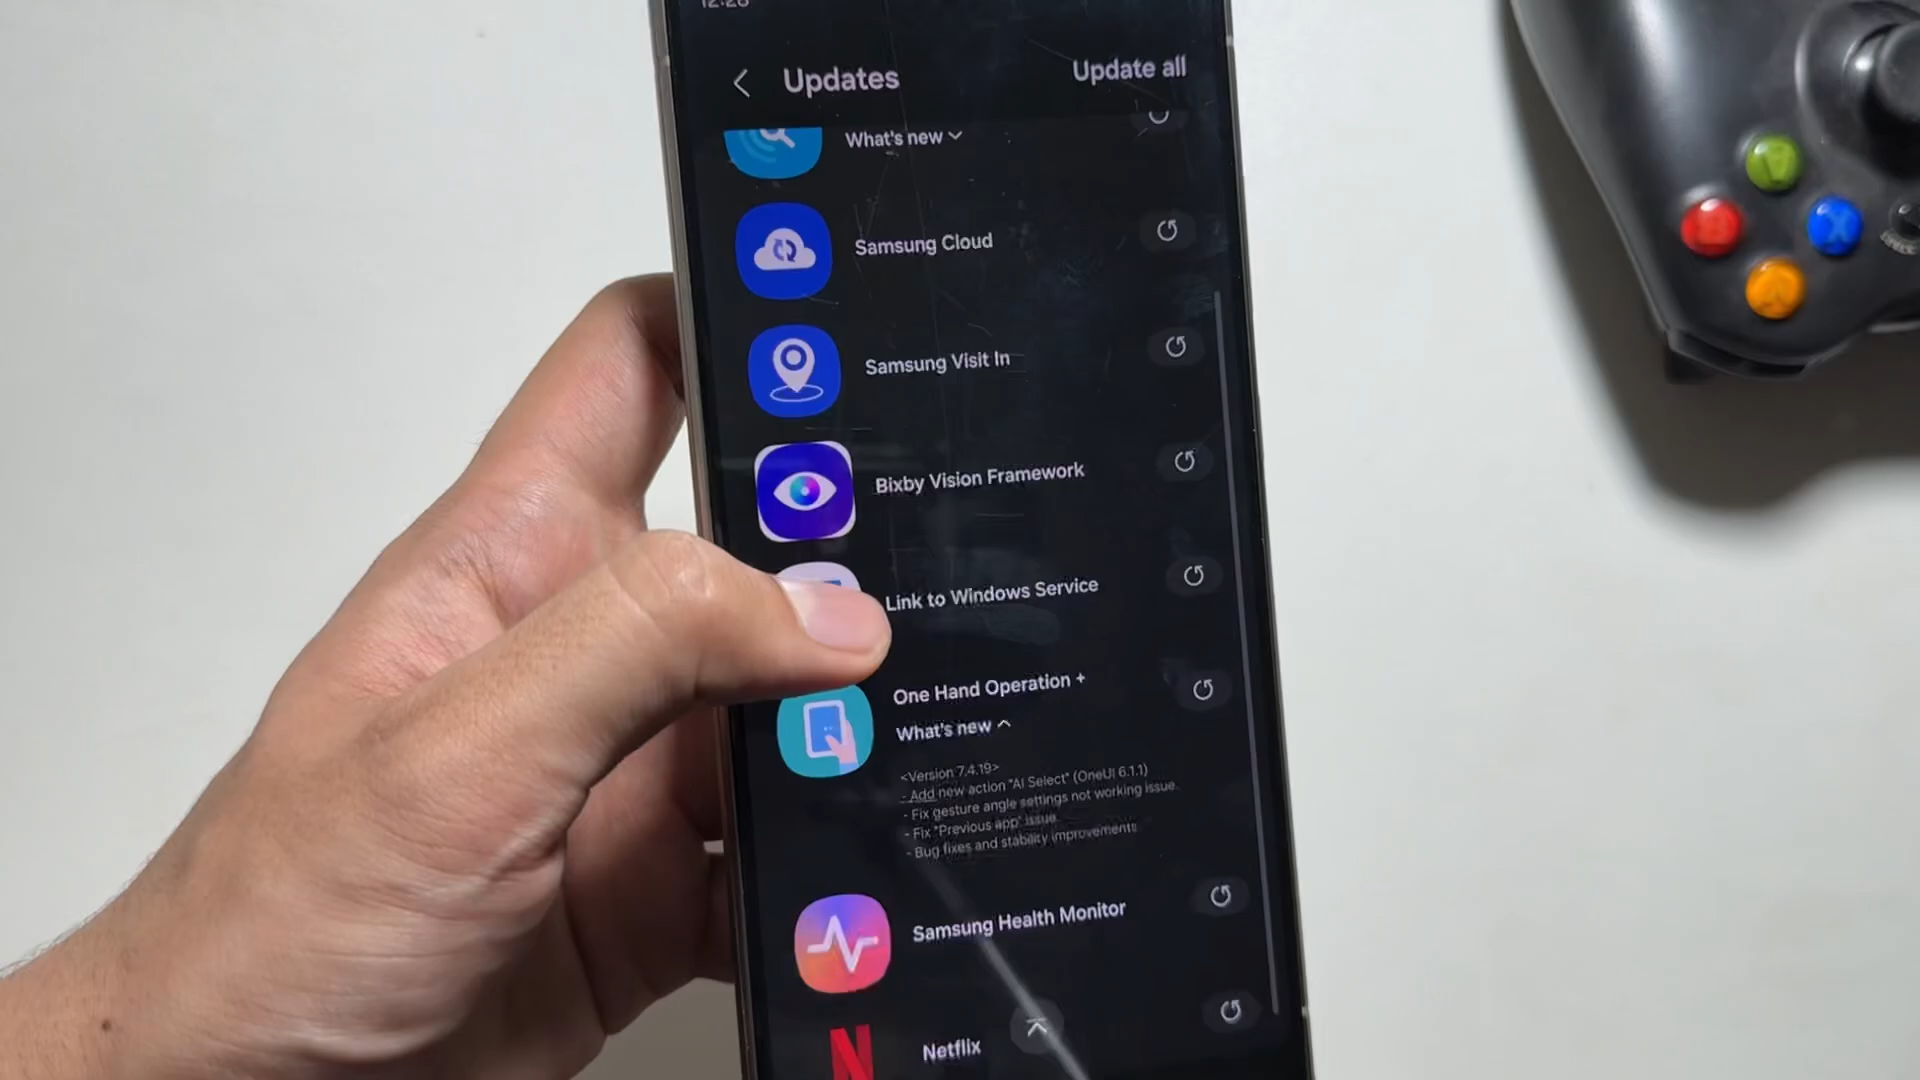 12:26
Updates
Update all
What's new
Samsung Cloud
Samsung Visit In
Bixby Vision Framework
Link to Windows Service
One Hand Operation +
What's new
<Version 7.4.19>
- Add new action "AI Select" (OneUI 6.1.1)
- Fix gesture angle settings not working issue.
- Fix "Previous app" issue.
- Bug fixes and stability improvements
Samsung Health Monitor
Netflix